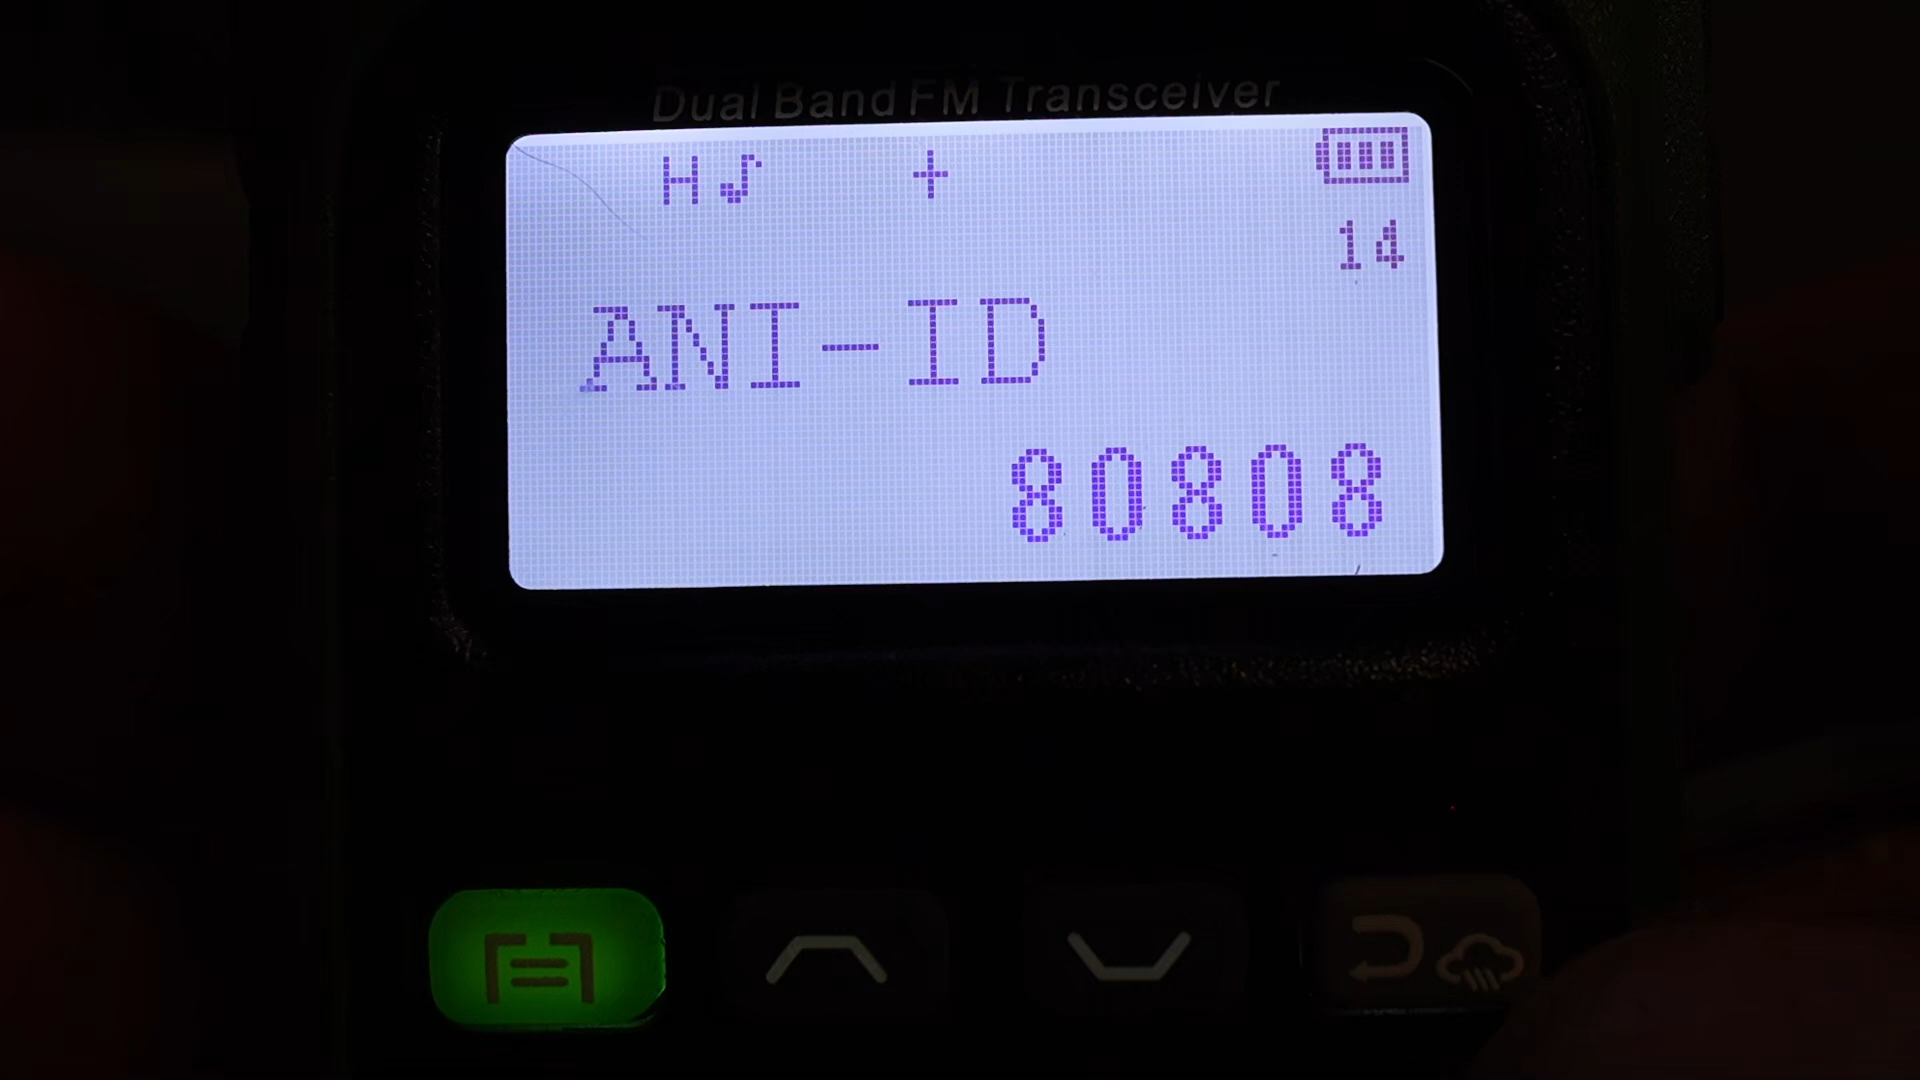 Dual Band FM Transceiver
H +
14
ANI-ID
80808